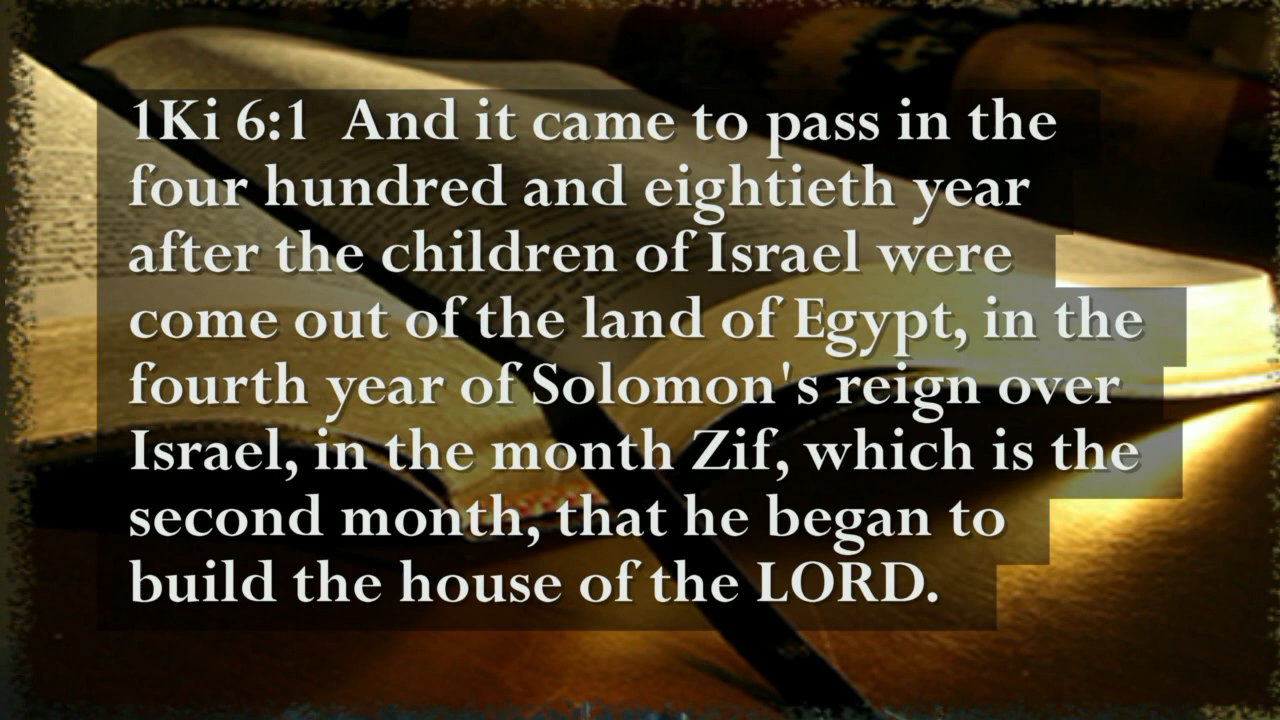 1Ki 6:1  And it came to pass in the
four hundred and eightieth year
after the children of Israel were
come out of the land of Egypt, in the
fourth year of Solomon's reign over
Israel, in the month Zif, which is the
second month, that he began to
build the house of the LORD.